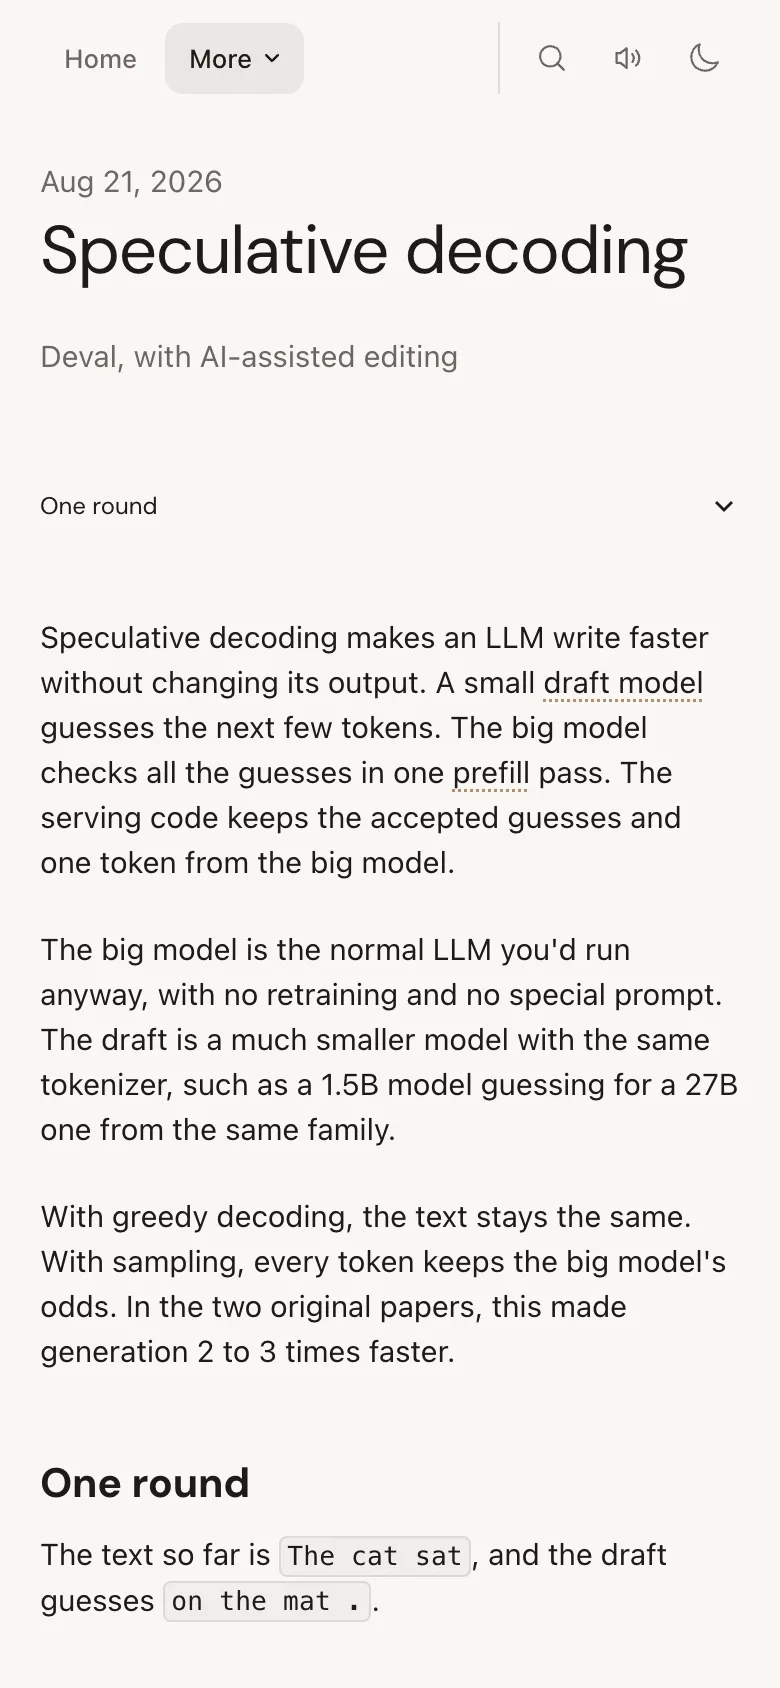 Home
More
Aug 21, 2026
Speculative decoding
Deval, with AI-assisted editing
One round
Speculative decoding makes an LLM write faster
without changing its output. A small draft model
guesses the next few tokens. The big model
checks all the guesses in one prefill pass. The
serving code keeps the accepted guesses and
one token from the big model.
The big model is the normal LLM you'd run
anyway, with no retraining and no special prompt.
The draft is a much smaller model with the same
tokenizer, such as a 1.5B model guessing for a 27B
one from the same family.
With greedy decoding, the text stays the same.
With sampling, every token keeps the big model's
odds. In the two original papers, this made
generation 2 to 3 times faster.
One round
The text so far is The cat sat, and the draft
guesses on the mat ..